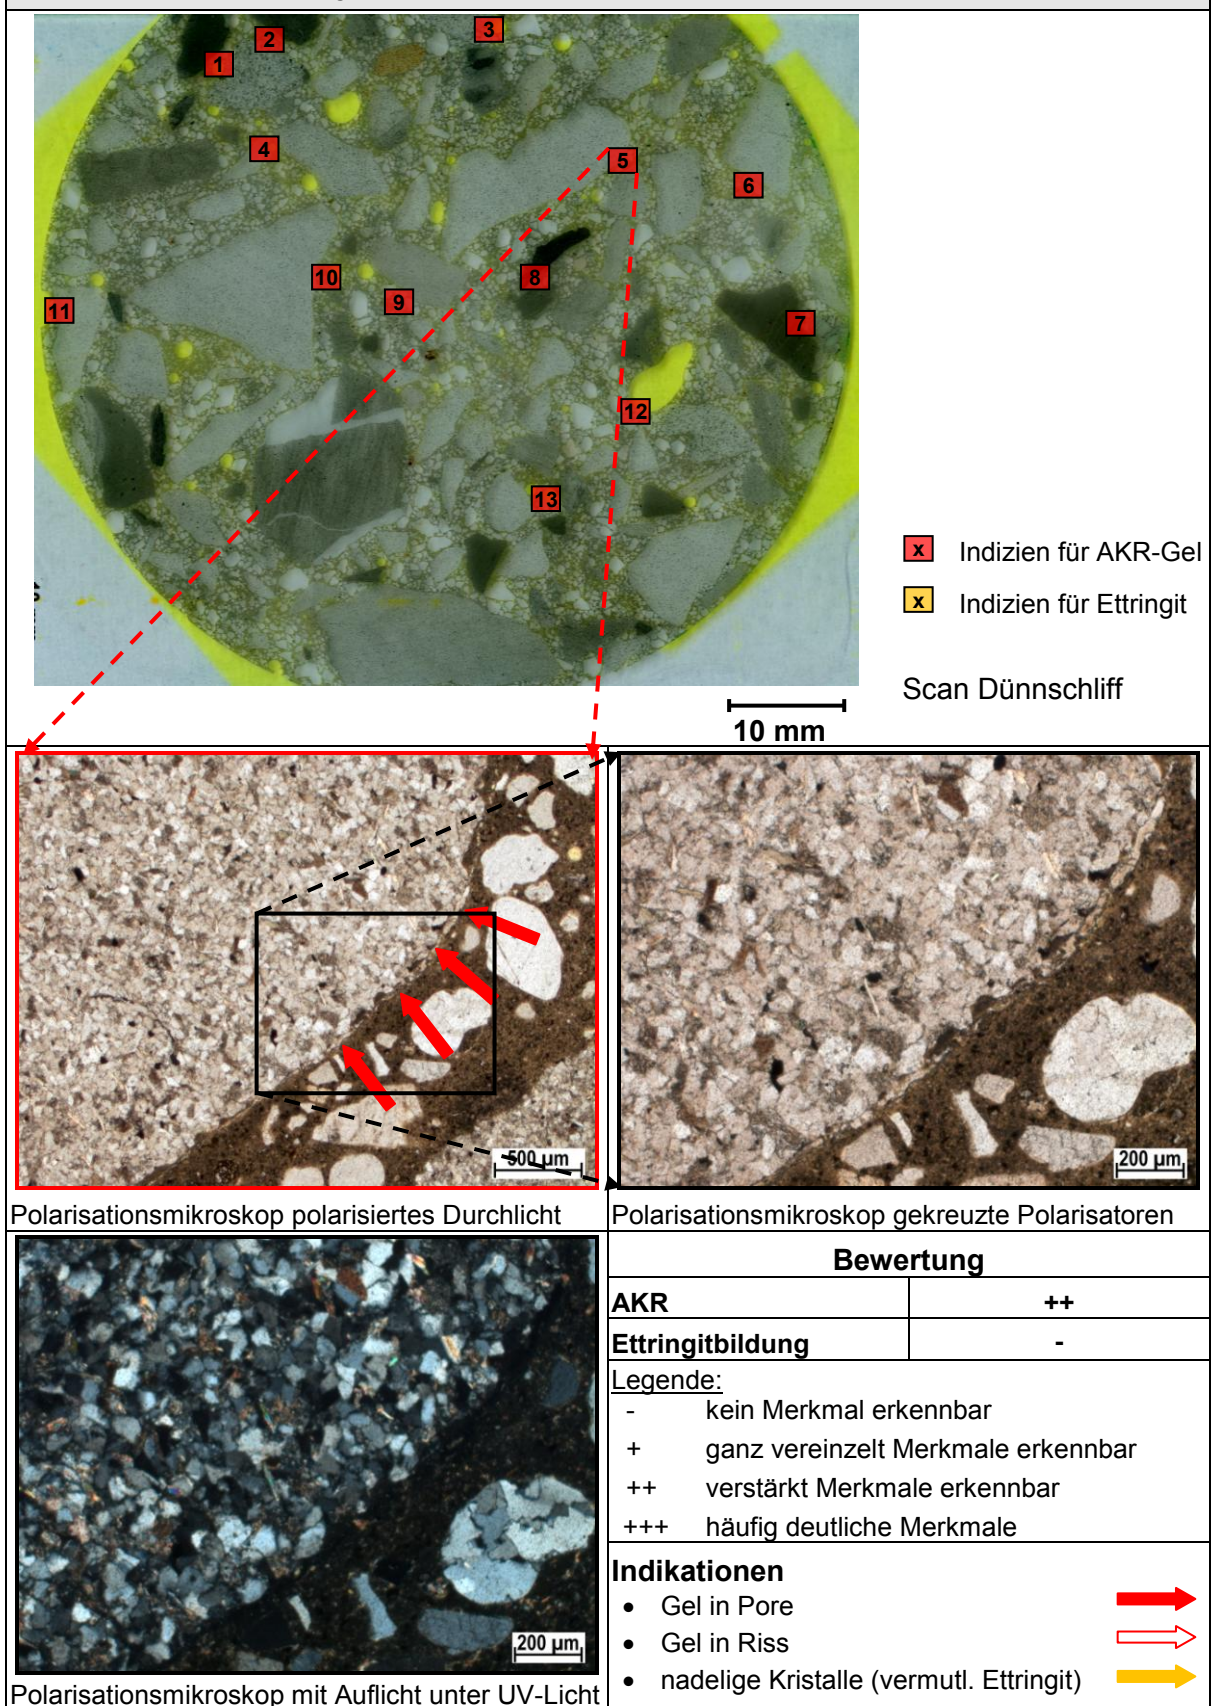 3
2
1
4
5
6
10
8
9
11
7
12
13
x Indizien für AKR-Gel
x Indizien für Ettringit
Scan Dünnschliff
10 mm
500 µm
200 µm
Polarisationsmikroskop polarisiertes Durchlicht
Polarisationsmikroskop gekreuzte Polarisatoren
Bewertung
AKR ++
Ettringitbildung -
Legende:
- kein Merkmal erkennbar
+ ganz vereinzelt Merkmale erkennbar
++ verstärkt Merkmale erkennbar
+++ häufig deutliche Merkmale
Indikationen
• Gel in Pore
• Gel in Riss
• nadelige Kristalle (vermutl. Ettringit)
200 µm
Polarisationsmikroskop mit Auflicht unter UV-Licht